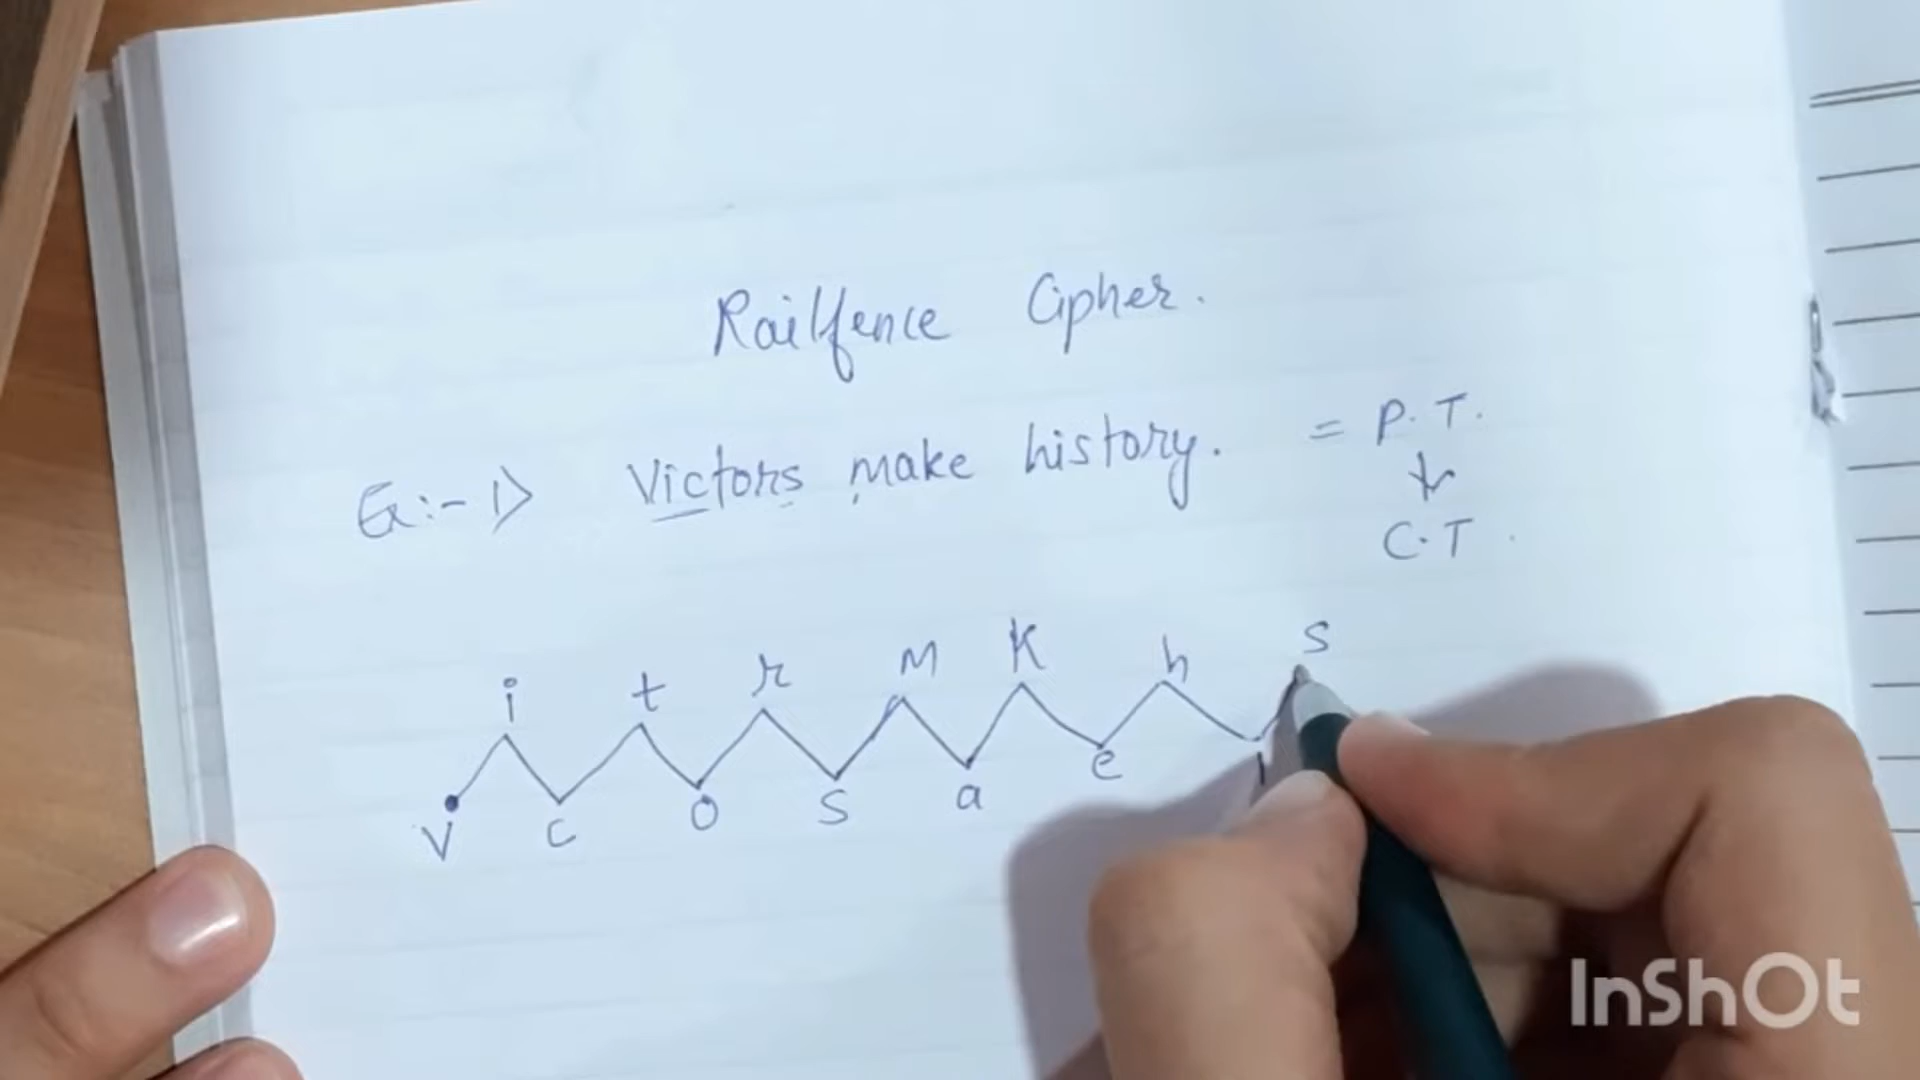 Railfence Cipher.
Ex:-1) Victors make history. = P.T.
C.T.
i t r M K h S
V C O S a e
InShOt